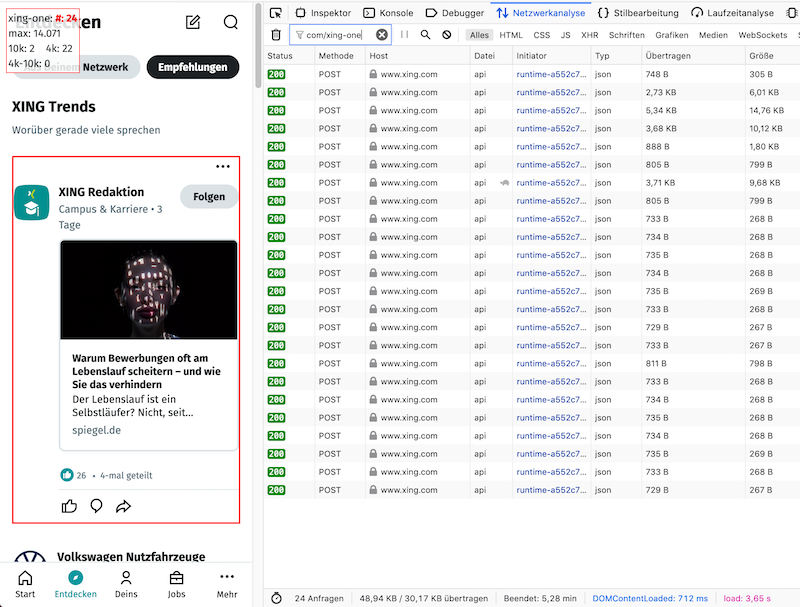 xing-one: #: 24
max: 14.071
10k: 2 4k: 22
4k-10k: 0
Entdecken
Aus Deinem Netzwerk
Empfehlungen
XING Trends
Worüber gerade viele sprechen
XING Redaktion
Campus & Karriere • 3
Tage
Folgen
Warum Bewerbungen oft am
Lebenslauf scheitern – und wie
Sie das verhindern
Der Lebenslauf ist ein
Selbstläufer? Nicht, seit...
spiegel.de
26 • 4-mal geteilt
Volkswagen Nutzfahrzeuge
Start Entdecken Deins Jobs Mehr
Inspektor Konsole Debugger Netzwerkanalyse Stilbearbeitung Laufzeitanalyse
com/xing-one Alles HTML CSS JS XHR Schriften Grafiken Medien WebSockets
Status Methode Host Datei Initiator Typ Übertragen Größe
200 POST www.xing.com api runtime-a552c7... json 748 B 305 B
200 POST www.xing.com api runtime-a552c7... json 2,73 KB 6,01 KB
200 POST www.xing.com api runtime-a552c7... json 5,34 KB 14,76 KB
200 POST www.xing.com api runtime-a552c7... json 3,68 KB 10,12 KB
200 POST www.xing.com api runtime-a552c7... json 888 B 1,80 KB
200 POST www.xing.com api runtime-a552c7... json 805 B 799 B
200 POST www.xing.com api runtime-a552c7... json 3,71 KB 9,68 KB
200 POST www.xing.com api runtime-a552c7... json 805 B 799 B
200 POST www.xing.com api runtime-a552c7... json 733 B 268 B
200 POST www.xing.com api runtime-a552c7... json 734 B 268 B
200 POST www.xing.com api runtime-a552c7... json 735 B 268 B
200 POST www.xing.com api runtime-a552c7... json 734 B 268 B
200 POST www.xing.com api runtime-a552c7... json 735 B 269 B
200 POST www.xing.com api runtime-a552c7... json 733 B 268 B
200 POST www.xing.com api runtime-a552c7... json 729 B 267 B
200 POST www.xing.com api runtime-a552c7... json 733 B 267 B
200 POST www.xing.com api runtime-a552c7... json 811 B 798 B
200 POST www.xing.com api runtime-a552c7... json 733 B 268 B
200 POST www.xing.com api runtime-a552c7... json 734 B 268 B
200 POST www.xing.com api runtime-a552c7... json 735 B 268 B
200 POST www.xing.com api runtime-a552c7... json 734 B 268 B
200 POST www.xing.com api runtime-a552c7... json 735 B 269 B
200 POST www.xing.com api runtime-a552c7... json 733 B 268 B
200 POST www.xing.com api runtime-a552c7... json 729 B 267 B
24 Anfragen 48,94 KB / 30,17 KB übertragen Beendet: 5,28 min DOMContentLoaded: 712 ms load: 3,65 s